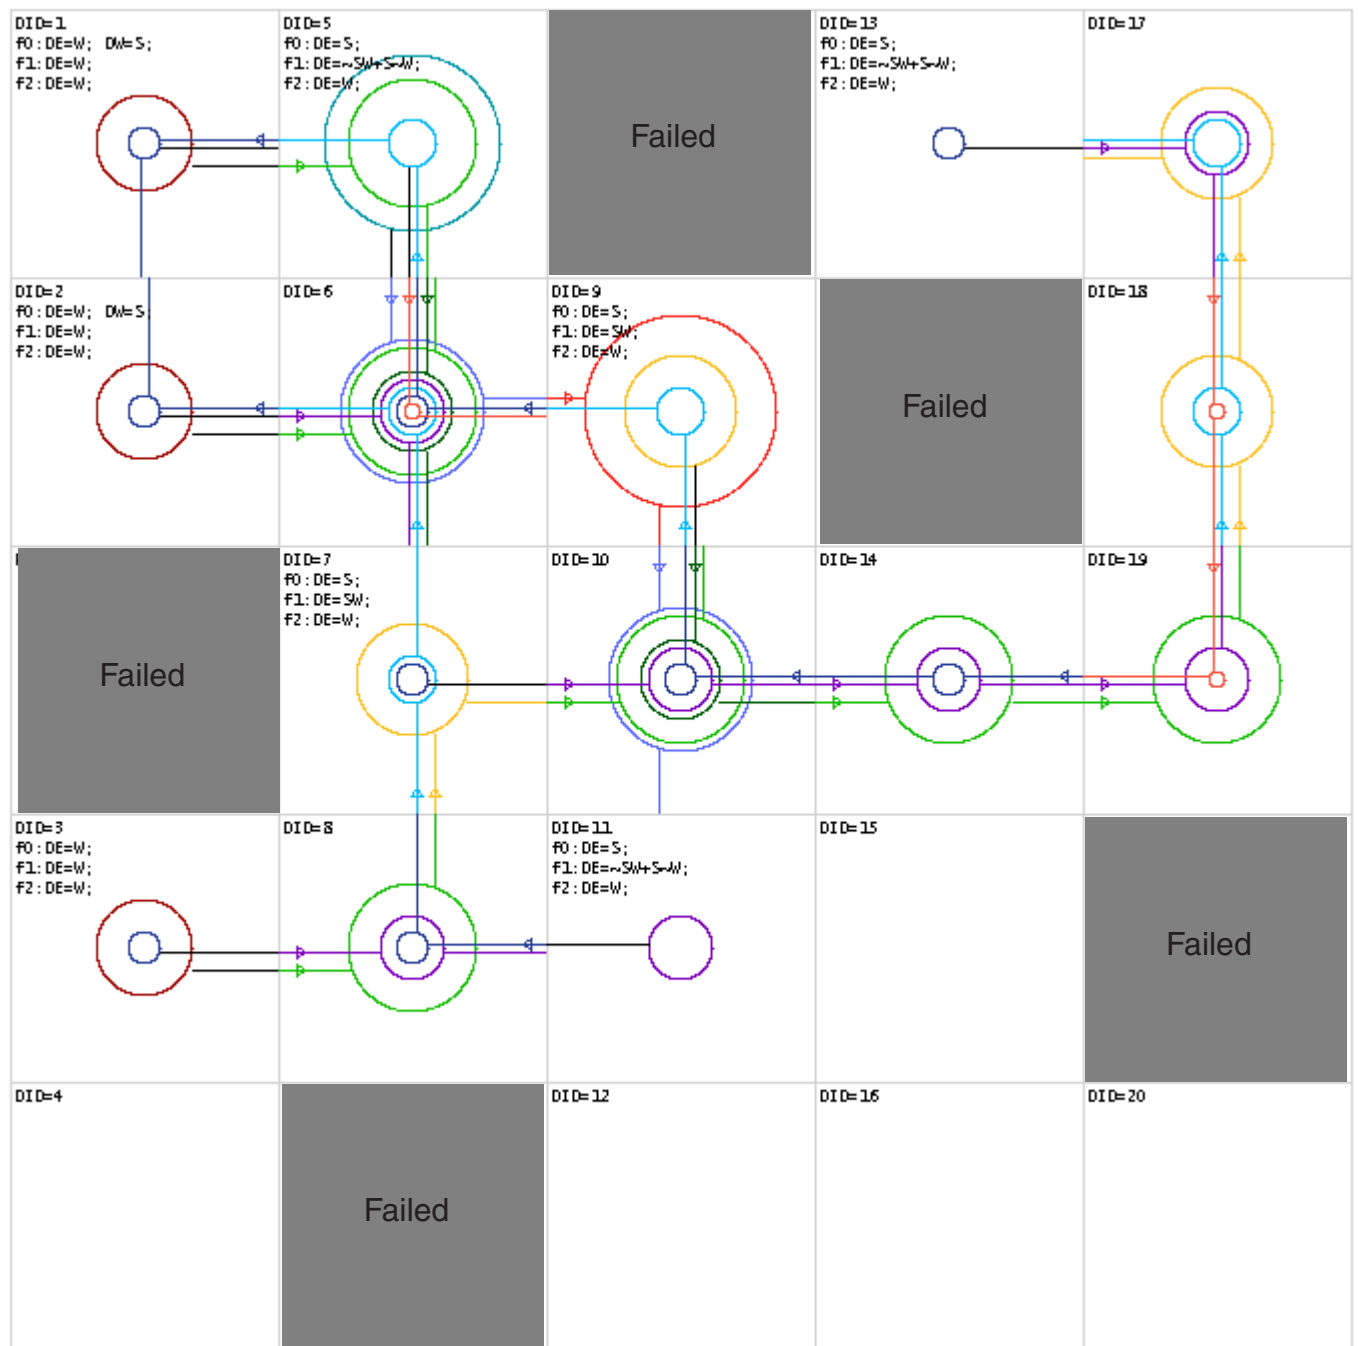 DID=1
f0:DE=W; DW=S;
f1:DE=W;
f2:DE=W;
DID=5
f0:DE=S;
f1:DE=~SW+S~W;
f2:DE=W;
Failed
DID=13
f0:DE=S;
f1:DE=~SW+S~W;
f2:DE=W;
DID=17
DID=2
f0:DE=W; DW=S
f1:DE=W;
f2:DE=W;
DID=6
DID=9
f0:DE=S;
f1:DE=SW;
f2:DE=W;
Failed
DID=18
Failed
DID=7
f0:DE=S;
f1:DE=SW;
f2:DE=W;
DID=10
DID=14
DID=19
DID=3
f0:DE=W;
f1:DE=W;
f2:DE=W;
DID=8
DID=11
f0:DE=S;
f1:DE=~SW+S~W;
f2:DE=W;
DID=15
Failed
DID=4
Failed
DID=12
DID=16
DID=20